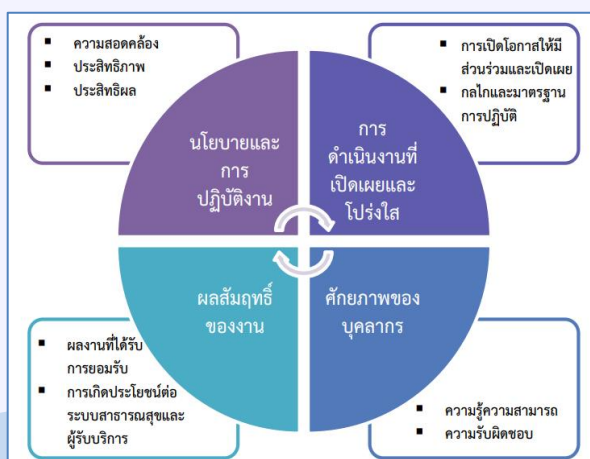 ความสอดคล้อง
ประสิทธิภาพ
ประสิทธิผล
การเปิดโอกาสให้มี
ส่วนร่วมและเปิดเผย
กลไกและมาตรฐาน
การปฏิบัติ
นโยบายและ
การ
ปฏิบัติงาน
การ
ดำเนินงานที่
เปิดเผยและ
โปร่งใส
ผลสัมฤทธิ์
ของงาน
ศักยภาพของ
บุคลากร
ผลงานที่ได้รับ
การยอมรับ
การเกิดประโยชน์ต่อ
ระบบสาธารณสุขและ
ผู้รับบริการ
ความรู้ความสามารถ
ความรับผิดชอบ